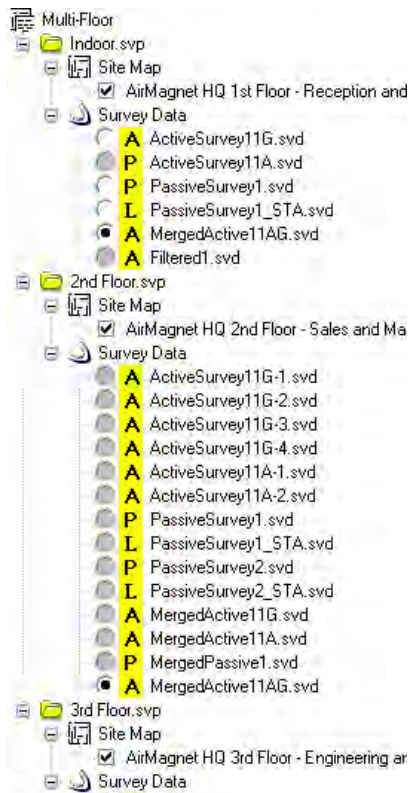 Multi-Floor
Indoor.svp
Site Map
AirMagnet HQ 1st Floor - Reception and
Survey Data
A ActiveSurvey11G.svd
P ActiveSurvey11A.svd
P PassiveSurvey1.svd
L PassiveSurvey1_STA.svd
A MergedActive11AG.svd
A Filtered1.svd
2nd Floor.svp
Site Map
AirMagnet HQ 2nd Floor - Sales and Ma
Survey Data
A ActiveSurvey11G-1.svd
A ActiveSurvey11G-2.svd
A ActiveSurvey11G-3.svd
A ActiveSurvey11G-4.svd
A ActiveSurvey11A-1.svd
A ActiveSurvey11A-2.svd
P PassiveSurvey1.svd
L PassiveSurvey1_STA.svd
P PassiveSurvey2.svd
L PassiveSurvey2_STA.svd
A MergedActive11G.svd
A MergedActive11A.svd
P MergedPassive1.svd
A MergedActive11AG.svd
3rd Floor.svp
Site Map
AirMagnet HQ 3rd Floor - Engineering ar
Survey Data